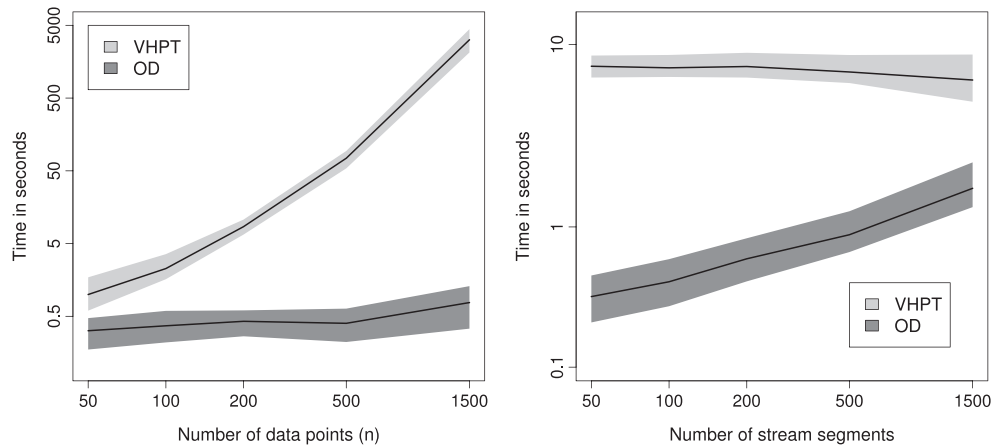 5000
500
50
5
0.5
Time in seconds
VHPT
OD
50 100 200 500 1500
Number of data points (n)
10
1
0.1
Time in seconds
VHPT
OD
50 100 200 500 1500
Number of stream segments